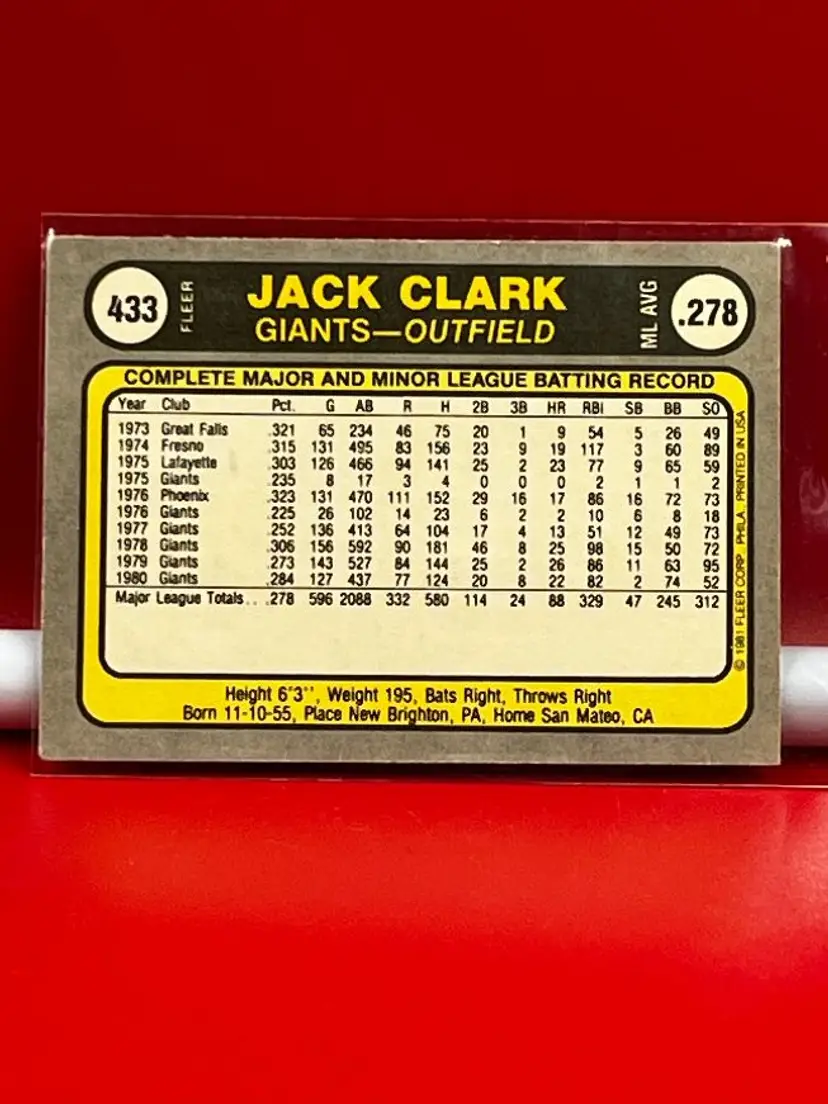 433 FLEER JACK CLARK ML AVG .278
GIANTS—OUTFIELD
COMPLETE MAJOR AND MINOR LEAGUE BATTING RECORD
Year Club Pct. G AB R H 2B 3B HR RBI SB BB SO
1973 Great Falls .321 65 234 46 75 20 1 9 54 5 26 49
1974 Fresno .315 131 495 83 156 23 9 19 117 3 60 89
1975 Lafayette .303 126 466 94 141 25 2 23 77 9 65 59
1975 Giants .235 8 17 3 4 0 0 0 2 1 1 2
1976 Phoenix .323 131 470 111 152 29 16 17 86 16 72 73
1976 Giants .225 26 102 14 23 6 2 2 10 6 8 18
1977 Giants .252 136 413 64 104 17 4 13 51 12 49 73
1978 Giants .306 156 592 90 181 46 8 25 98 15 50 72
1979 Giants .273 143 527 84 144 25 2 26 86 11 63 95
1980 Giants .284 127 437 77 124 20 8 22 82 2 74 52
Major League Totals... .278 596 2088 332 580 114 24 88 329 47 245 312
© 1981 FLEER CORP. PHILA. PRINTED IN USA
Height 6'3'', Weight 195, Bats Right, Throws Right
Born 11-10-55, Place New Brighton, PA, Home San Mateo, CA